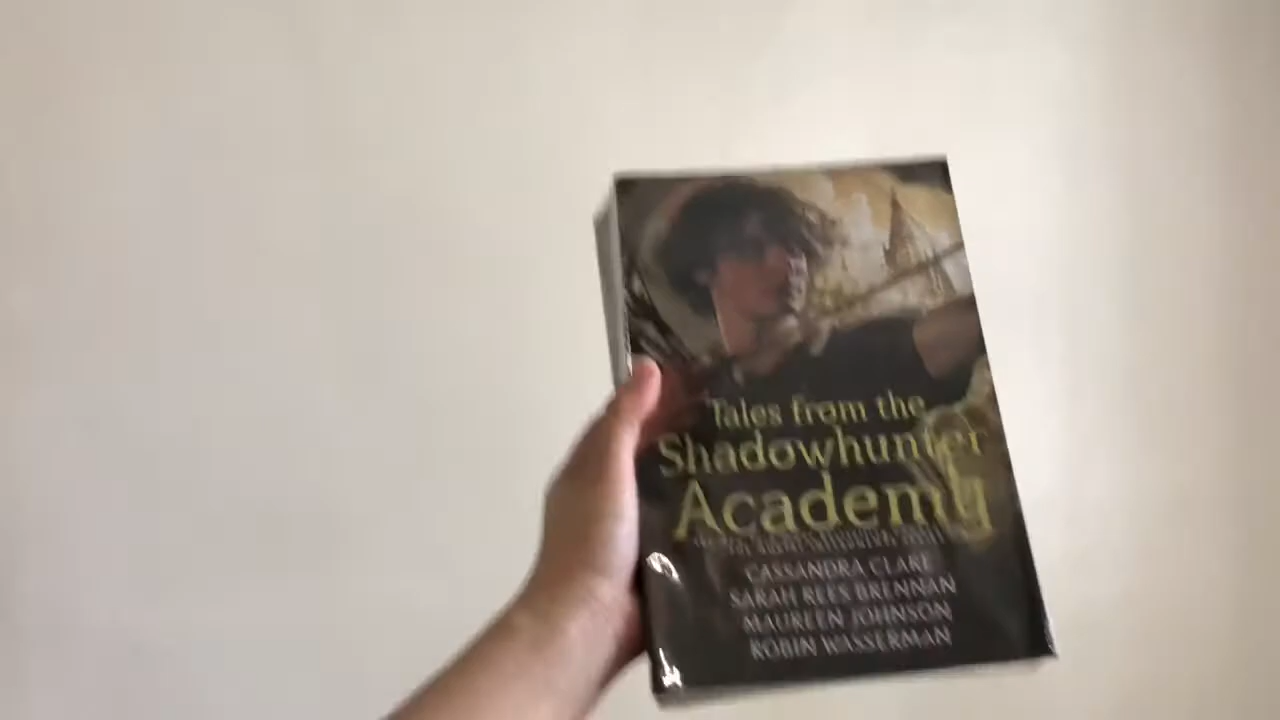 Tales from the
Shadowhunter
Academy
CASSANDRA CLARE
SARAH REES BRENNAN
MAUREEN JOHNSON
ROBIN WASSERMAN